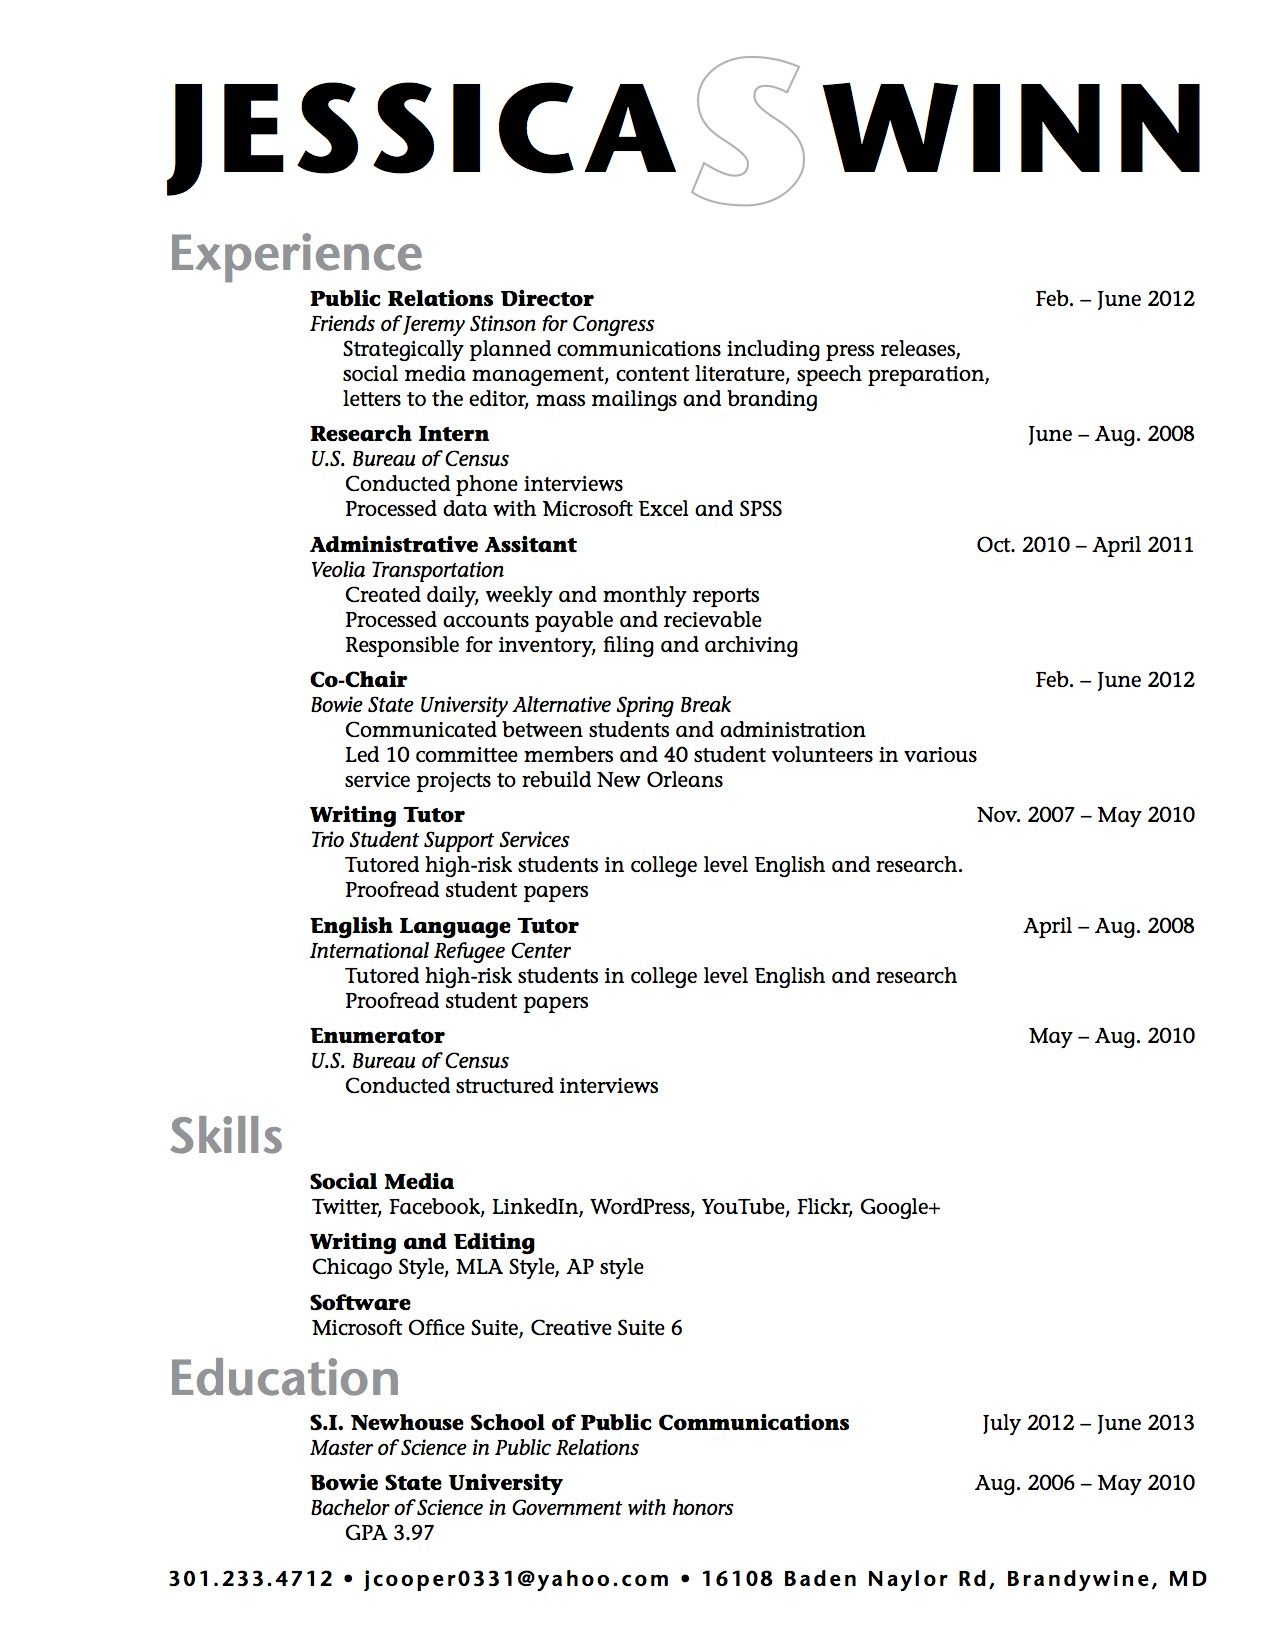 JESSICA S WINN
Experience
Public Relations Director Feb. – June 2012
Friends of Jeremy Stinson for Congress
Strategically planned communications including press releases,
social media management, content literature, speech preparation,
letters to the editor, mass mailings and branding
Research Intern June – Aug. 2008
U.S. Bureau of Census
Conducted phone interviews
Processed data with Microsoft Excel and SPSS
Administrative Assitant Oct. 2010 – April 2011
Veolia Transportation
Created daily, weekly and monthly reports
Processed accounts payable and recievable
Responsible for inventory, filing and archiving
Co-Chair Feb. – June 2012
Bowie State University Alternative Spring Break
Communicated between students and administration
Led 10 committee members and 40 student volunteers in various
service projects to rebuild New Orleans
Writing Tutor Nov. 2007 – May 2010
Trio Student Support Services
Tutored high-risk students in college level English and research.
Proofread student papers
English Language Tutor April – Aug. 2008
International Refugee Center
Tutored high-risk students in college level English and research
Proofread student papers
Enumerator May – Aug. 2010
U.S. Bureau of Census
Conducted structured interviews
Skills
Social Media
Twitter, Facebook, LinkedIn, WordPress, YouTube, Flickr, Google+
Writing and Editing
Chicago Style, MLA Style, AP style
Software
Microsoft Office Suite, Creative Suite 6
Education
S.I. Newhouse School of Public Communications July 2012 – June 2013
Master of Science in Public Relations
Bowie State University Aug. 2006 – May 2010
Bachelor of Science in Government with honors
GPA 3.97
301.233.4712 • jcooper0331@yahoo.com • 16108 Baden Naylor Rd, Brandywine, MD